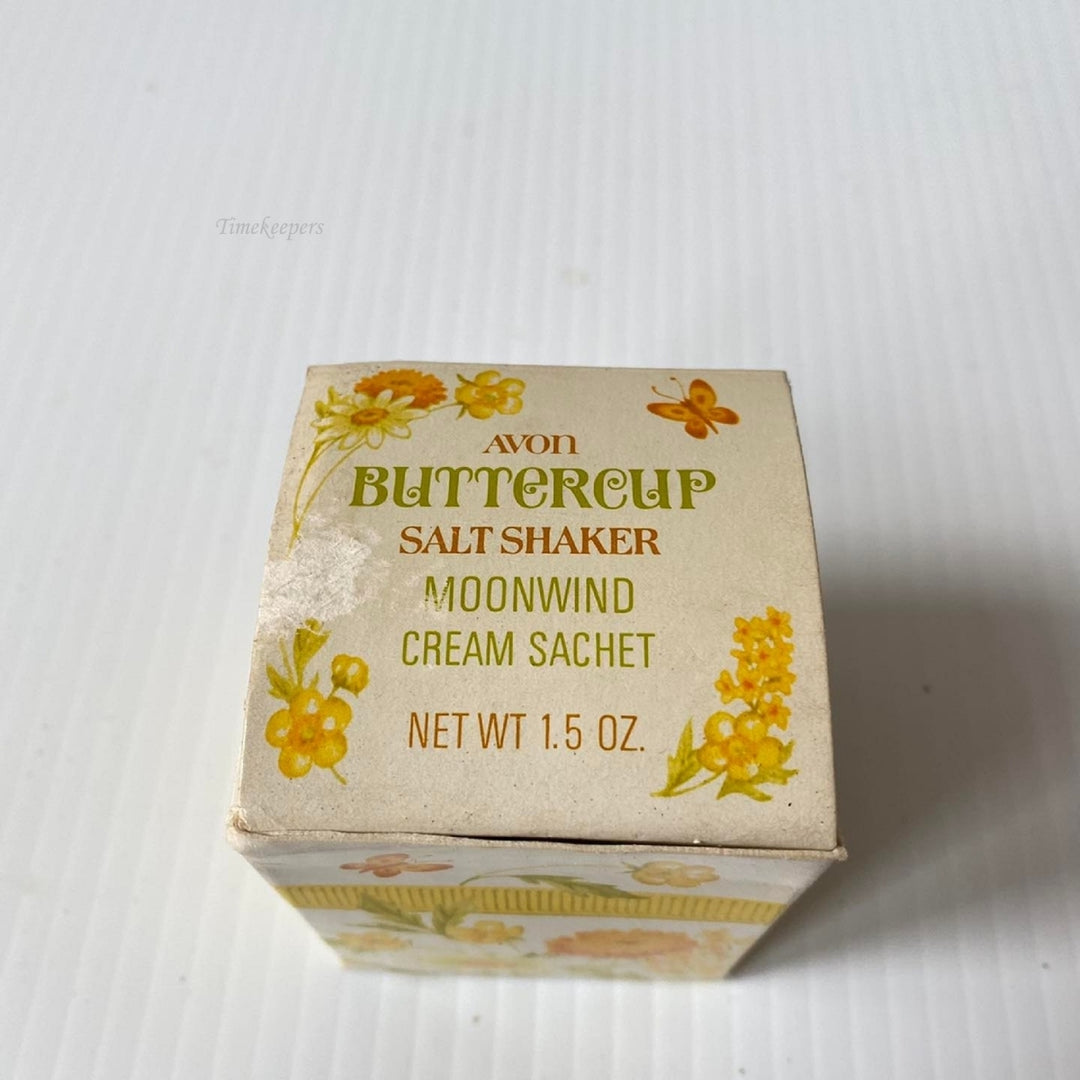 Timekeepers
AVON
BUTTERCUP
SALT SHAKER
MOONWIND
CREAM SACHET
NET WT 1.5 OZ.